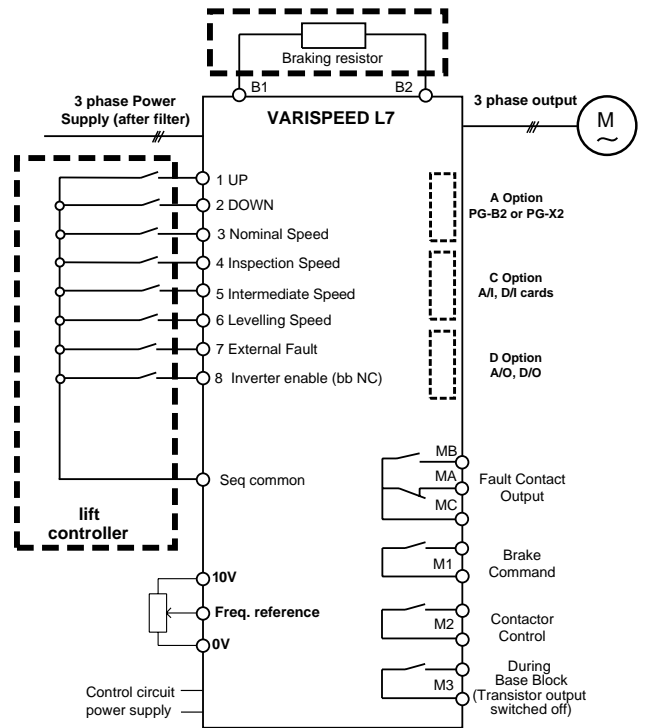 Braking resistor
B1
B2
3 phase Power
Supply (after filter)
VARISPEED L7
3 phase output
M
~
1 UP
2 DOWN
3 Nominal Speed
4 Inspection Speed
5 Intermediate Speed
6 Levelling Speed
7 External Fault
8 Inverter enable (bb NC)
Seq common
lift
controller
10V
Freq. reference
0V
Control circuit
power supply
A Option
PG-B2 or PG-X2
C Option
A/I, D/I cards
D Option
A/O, D/O
MB
MA
MC
Fault Contact
Output
M1
Brake
Command
M2
Contactor
Control
M3
During
Base Block
(Transistor output
switched off)